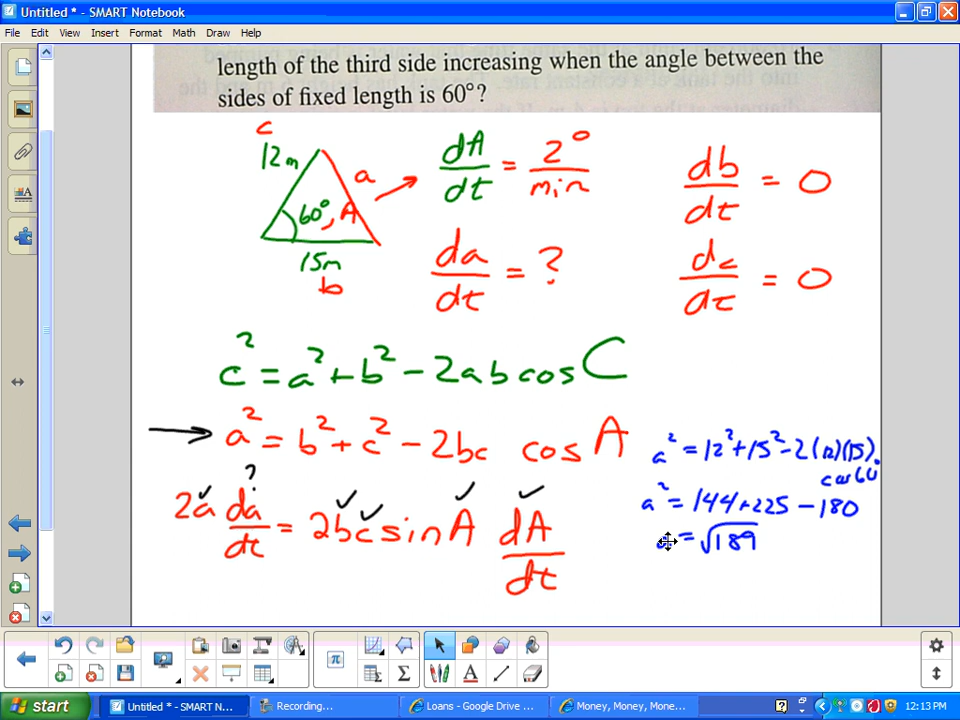 Untitled * - SMART Notebook
File Edit View Insert Format Math Draw Help
length of the third side increasing when the angle between the
sides of fixed length is 60°?
c
12m
a
60°, A
15m
b
dA/dt = 2°/min
db/dt = 0
da/dt = ?
dc/dt = 0
c² = a² + b² - 2ab cos C
a² = b² + c² - 2bc cos A
?
2a da/dt = 2bc sin A dA/dt
a² = 12² + 15² - 2(12)(15).
cos 60
a² = 144 + 225 - 180
a = √189
π
Σ
A
start
Untitled * - SMART N...
Recording...
Loans - Google Drive ...
Money, Money, Mone...
?
12:13 PM